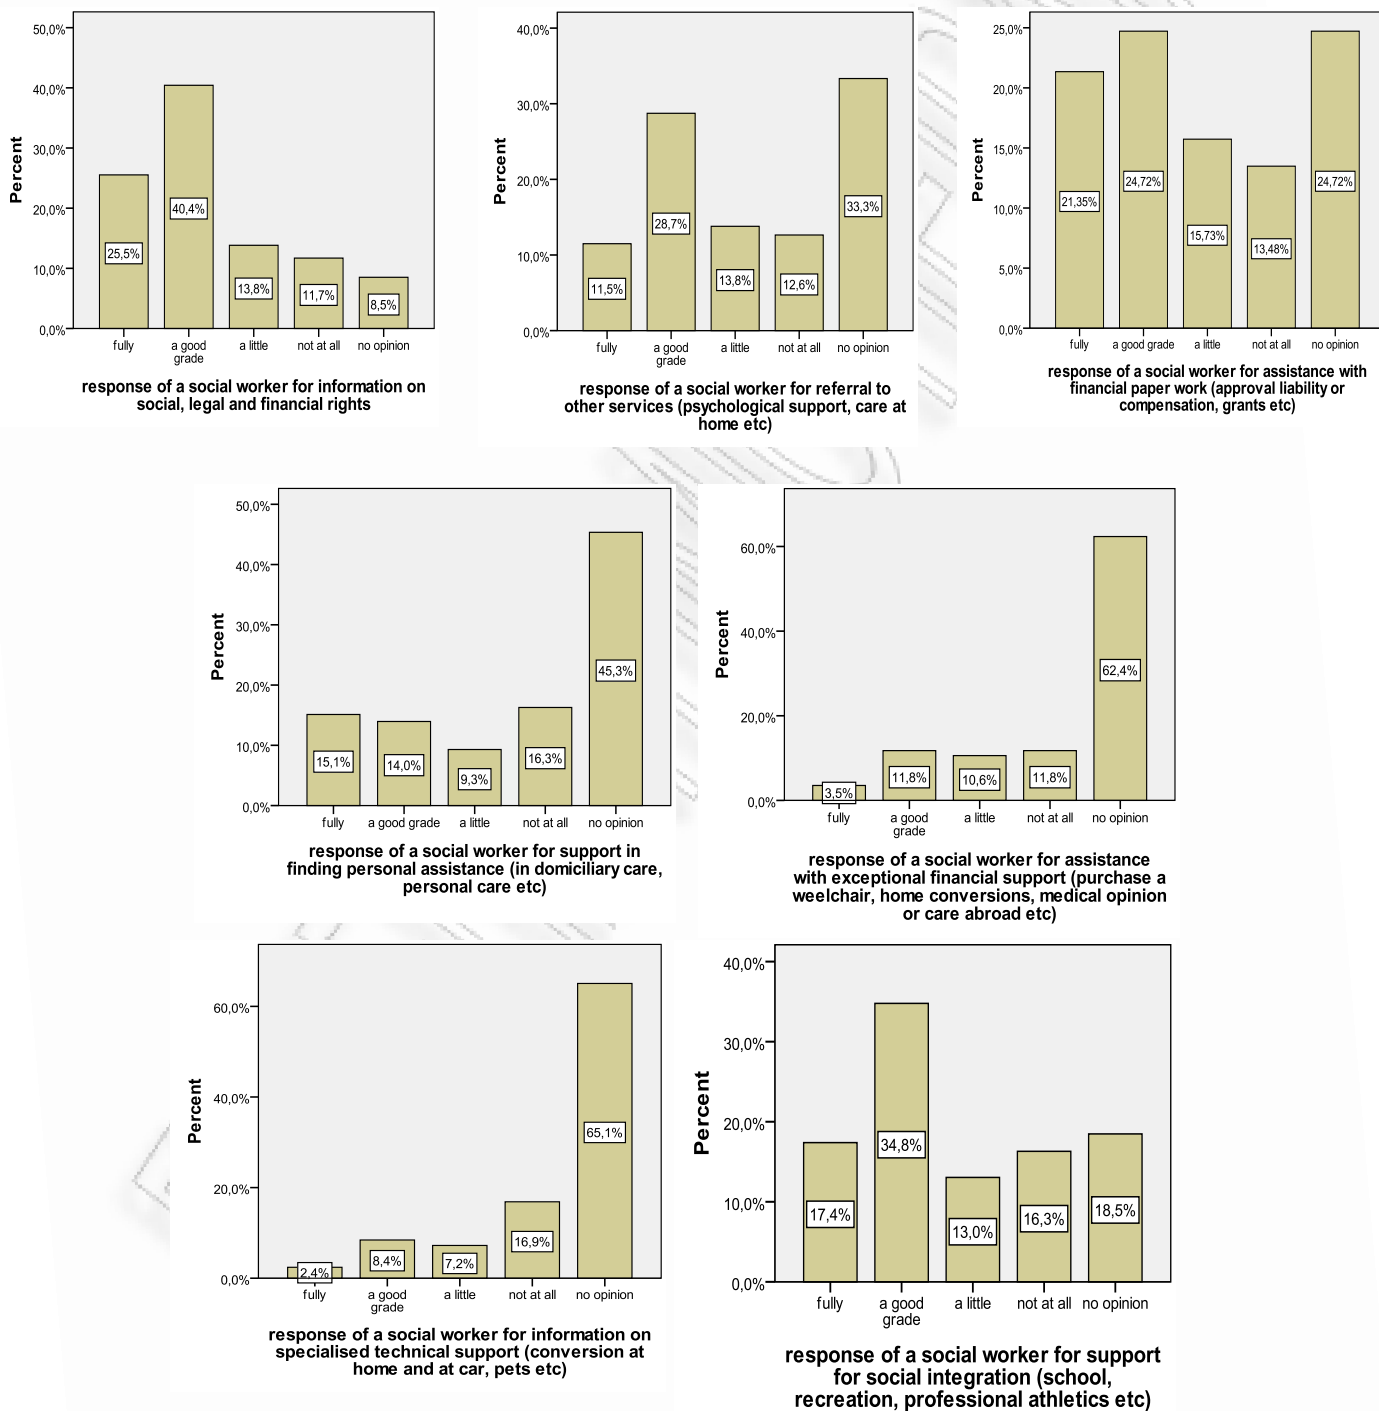 50,0%
40,0%
30,0%
20,0%
10,0%
0,0%
Percent
25,5%
40,4%
13,8%
11,7%
8,5%
fully
a good
grade
a little
not at all
no opinion
response of a social worker for information on
social, legal and financial rights
40,0%
30,0%
20,0%
10,0%
0,0%
Percent
11,5%
28,7%
13,8%
12,6%
33,3%
fully
a good
grade
a little
not at all
no opinion
response of a social worker for referral to
other services (psychological support, care at
home etc)
25,0%
20,0%
15,0%
10,0%
5,0%
0,0%
Percent
21,35%
24,72%
15,73%
13,48%
24,72%
fully
a good grade
a little
not at all
no opinion
response of a social worker for assistance with
financial paper work (approval liability or
compensation, grants etc)
50,0%
40,0%
30,0%
20,0%
10,0%
0,0%
Percent
15,1%
14,0%
9,3%
16,3%
45,3%
fully
a good grade
a little
not at all
no opinion
response of a social worker for support in
finding personal assistance (in domiciliary care,
personal care etc)
60,0%
40,0%
20,0%
0,0%
Percent
3,5%
11,8%
10,6%
11,8%
62,4%
fully
a good
grade
a little
not at all
no opinion
response of a social worker for assistance
with exceptional financial support (purchase a
weelchair, home conversions, medical opinion
or care abroad etc)
60,0%
40,0%
20,0%
0,0%
Percent
2,4%
8,4%
7,2%
16,9%
65,1%
fully
a good
grade
a little
not at all
no opinion
response of a social worker for information on
specialised technical support (conversion at
home and at car, pets etc)
40,0%
30,0%
20,0%
10,0%
0,0%
Percent
17,4%
34,8%
13,0%
16,3%
18,5%
fully
a good
grade
a little
not at all
no opinion
response of a social worker for support
for social integration (school,
recreation, professional athletics etc)